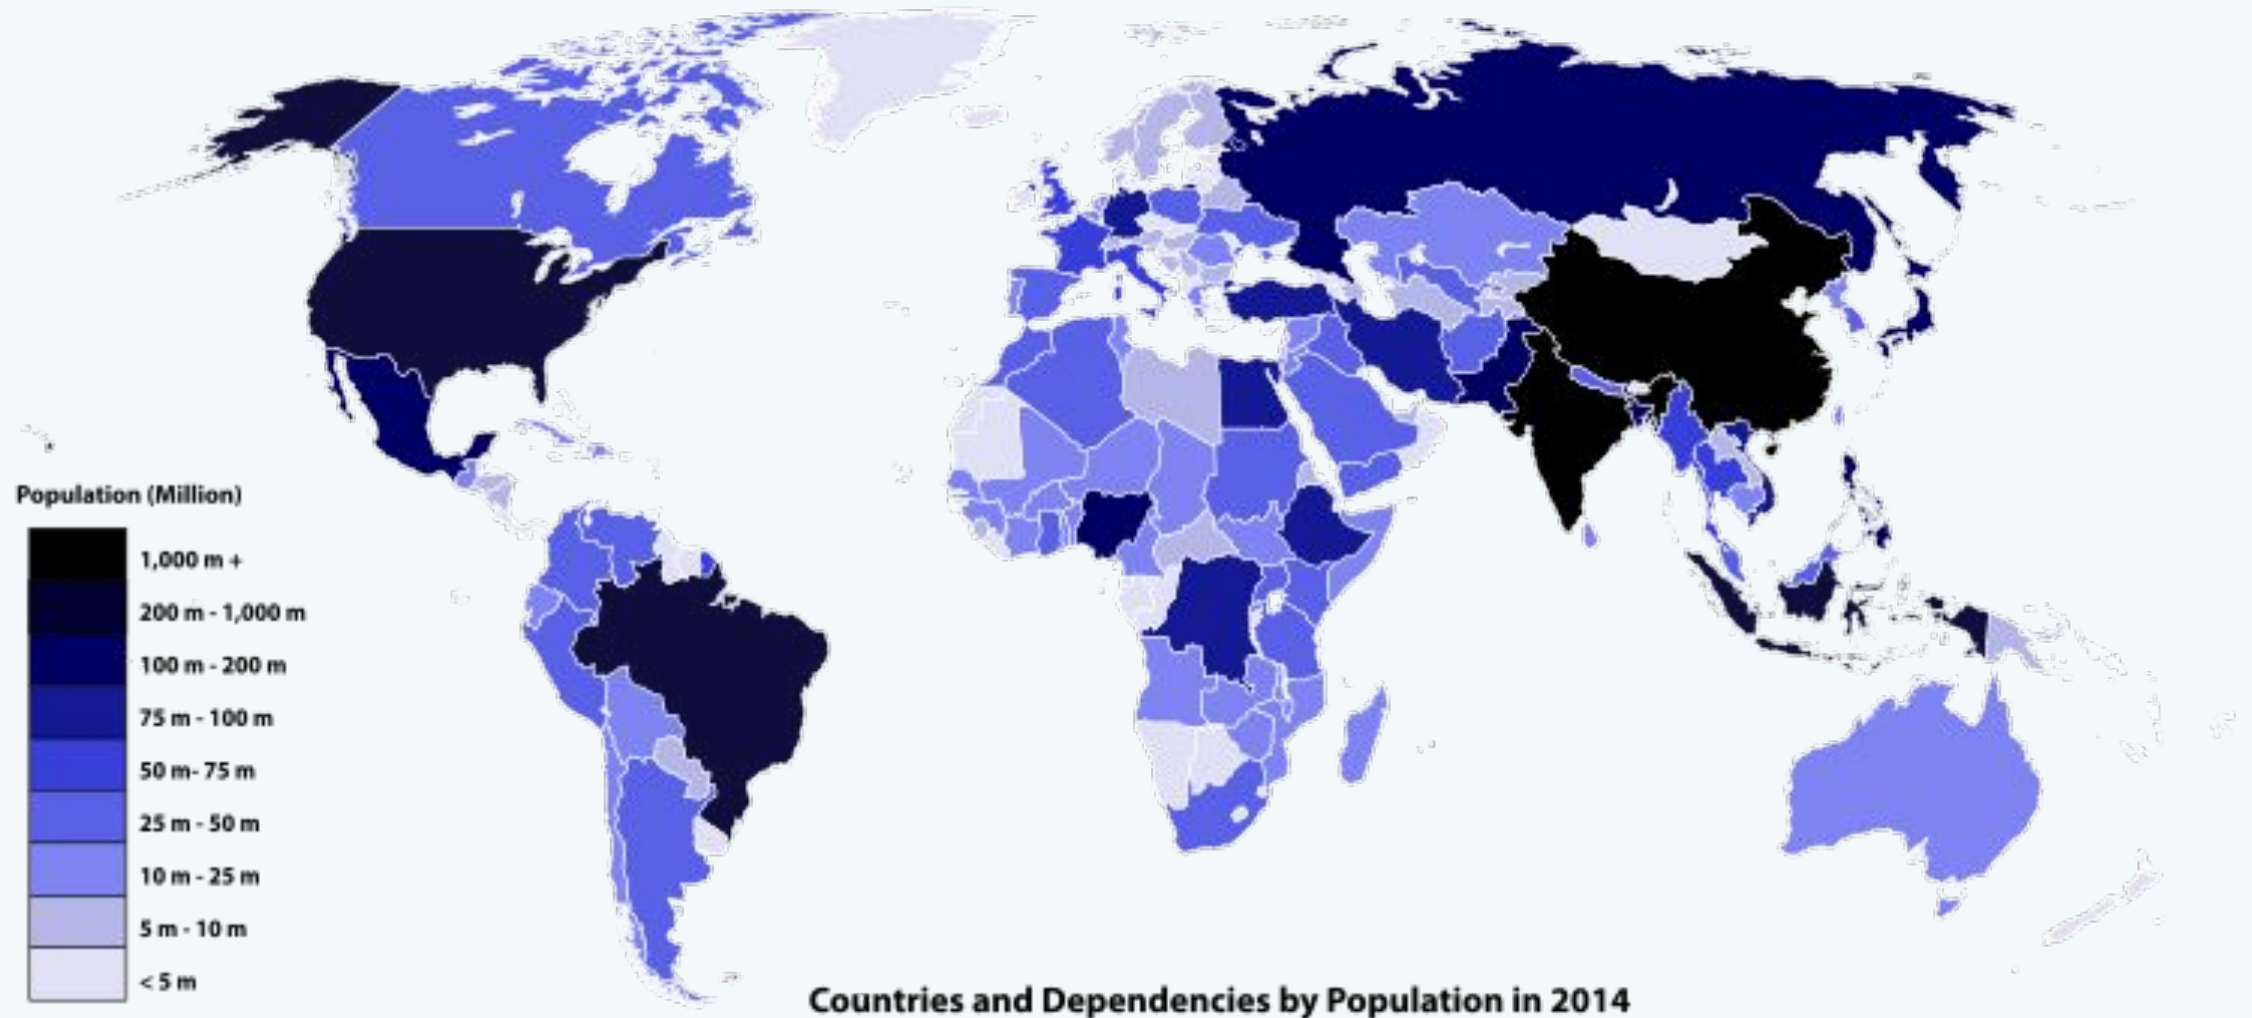 Population (Million)
1,000 m +
200 m - 1,000 m
100 m - 200 m
75 m - 100 m
50 m- 75 m
25 m - 50 m
10 m - 25 m
5 m - 10 m
< 5 m
Countries and Dependencies by Population in 2014